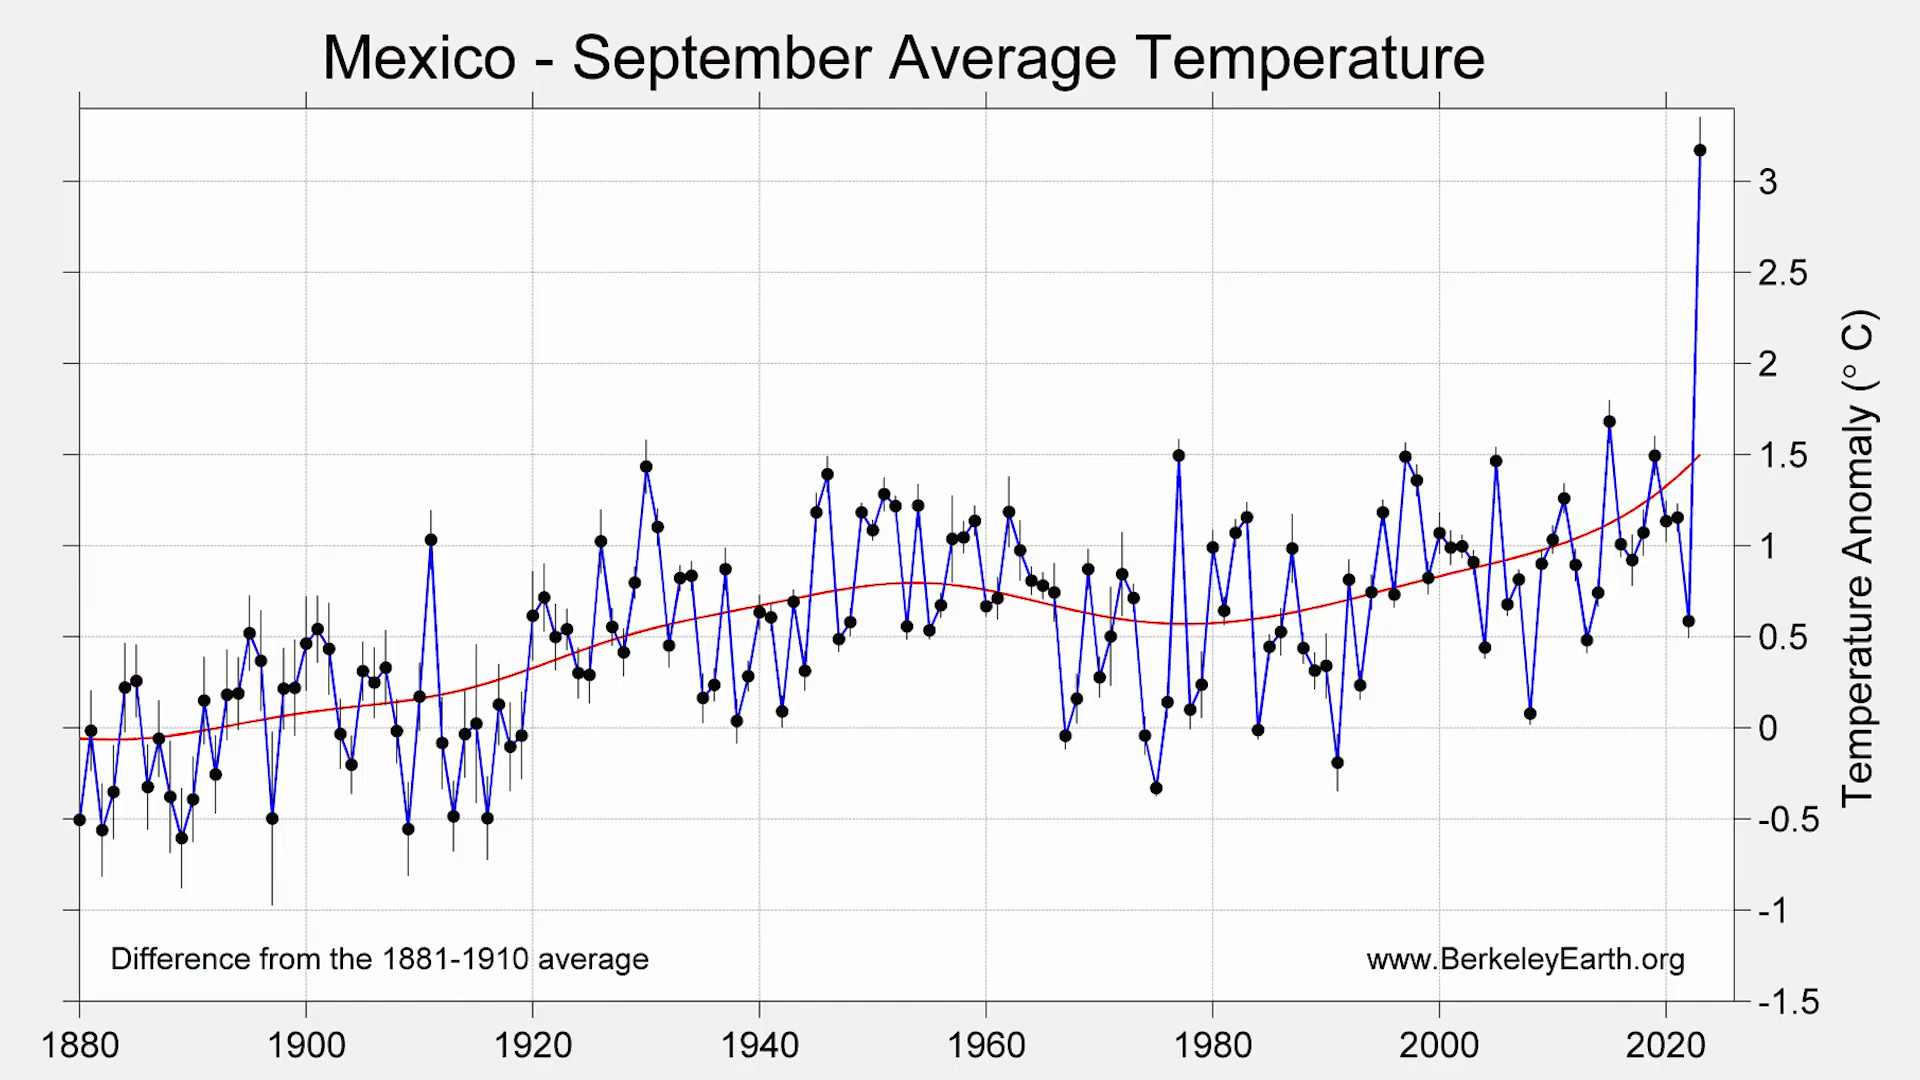 Mexico - September Average Temperature
3
2.5
2
1.5
1
0.5
0
-0.5
-1
-1.5
Temperature Anomaly (° C)
Difference from the 1881-1910 average
www.BerkeleyEarth.org
1880 1900 1920 1940 1960 1980 2000 2020